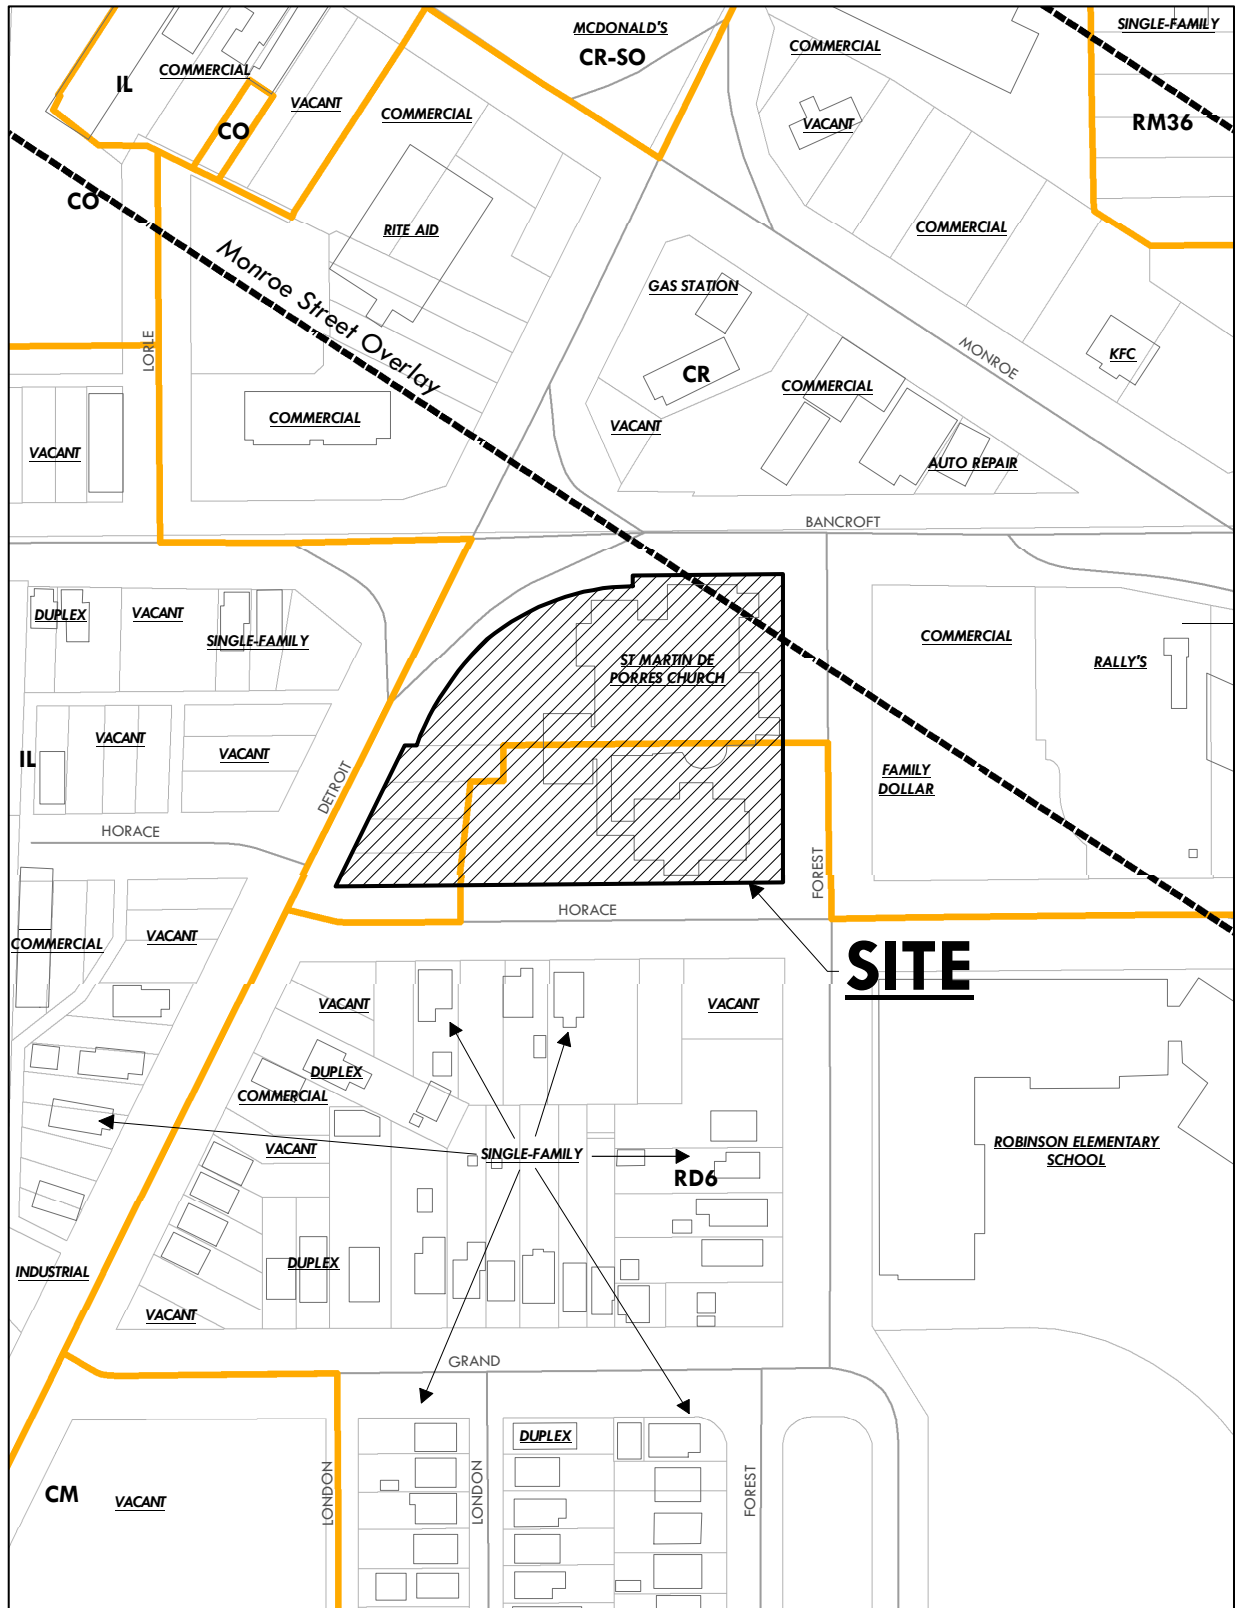 MCDONALD'S
CR-SO
SINGLE-FAMILY
COMMERCIAL
COMMERCIAL
IL
VACANT
COMMERCIAL
CO
VACANT
RM36
CO
RITE AID
COMMERCIAL
Monroe Street Overlay
GAS STATION
LORLE
MONROE
KFC
CR
COMMERCIAL
COMMERCIAL
VACANT
VACANT
AUTO REPAIR
BANCROFT
DUPLEX
VACANT
SINGLE-FAMILY
COMMERCIAL
ST MARTIN DE
PORRES CHURCH
RALLY'S
VACANT
VACANT
IL
DETROIT
FAMILY
DOLLAR
HORACE
FOREST
HORACE
COMMERCIAL
VACANT
SITE
VACANT
VACANT
DUPLEX
COMMERCIAL
VACANT
SINGLE-FAMILY
ROBINSON ELEMENTARY
SCHOOL
RD6
INDUSTRIAL
DUPLEX
VACANT
GRAND
DUPLEX
CM
VACANT
LONDON
LONDON
FOREST